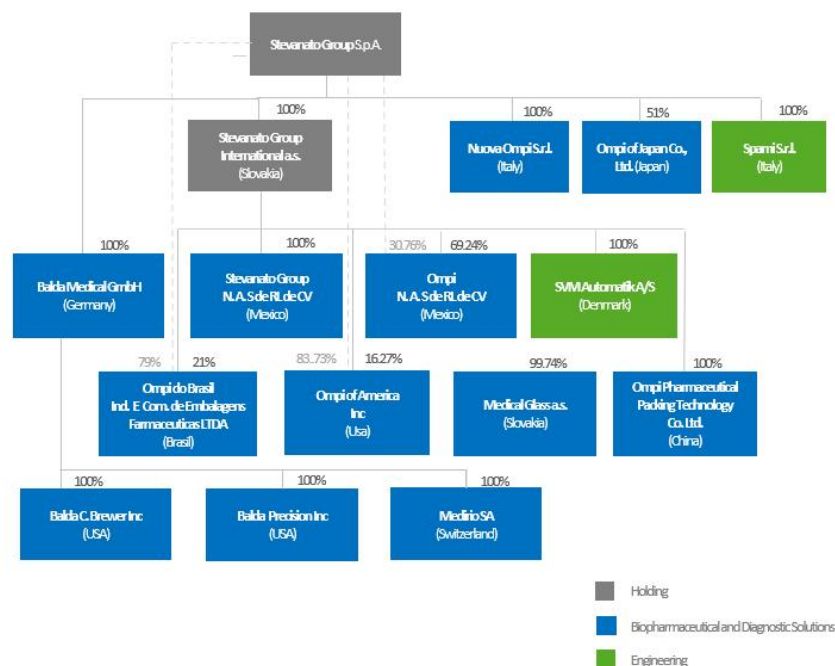 Stevanato Group S.p.A.
100%
100%
51%
100%
Stevanato Group
International a.s.
(Slovakia)
Nuova Ompi S.r.l.
(Italy)
Ompi of Japan Co.,
Ltd. (Japan)
Spami S.r.l.
(Italy)
100%
100%
30.76%
69.24%
100%
Balda Medical GmbH
(Germany)
Stevanato Group
N. A. S de RL de CV
(Mexico)
Ompi
N. A. S de RL de CV
(Mexico)
SVM Automatik A/S
(Denmark)
79%
21%
83..73%
16.27%
99.74%
100%
Ompi do Brasil
Ind. E Com. de Embalagens
Farmaceuticas LTDA
(Brasil)
Ompi of America
Inc
(Usa)
Medical Glass a.s.
(Slovakia)
Ompi Pharmaceutical
Packing Technology
Co. Ltd.
(China)
100%
100%
100%
Balda C. Brewer Inc
(USA)
Balda Precision Inc
(USA)
Medirio SA
(Switzerland)
Holding
Biopharmaceutical and Diagnostic Solutions
Engineering